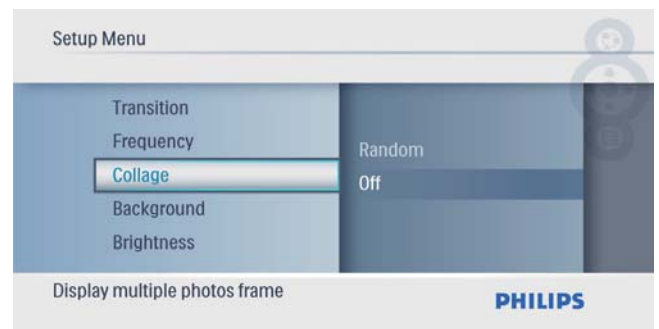 Setup Menu
Transition
Frequency
Collage
Background
Brightness
Random
Off
Display multiple photos frame
PHILIPS